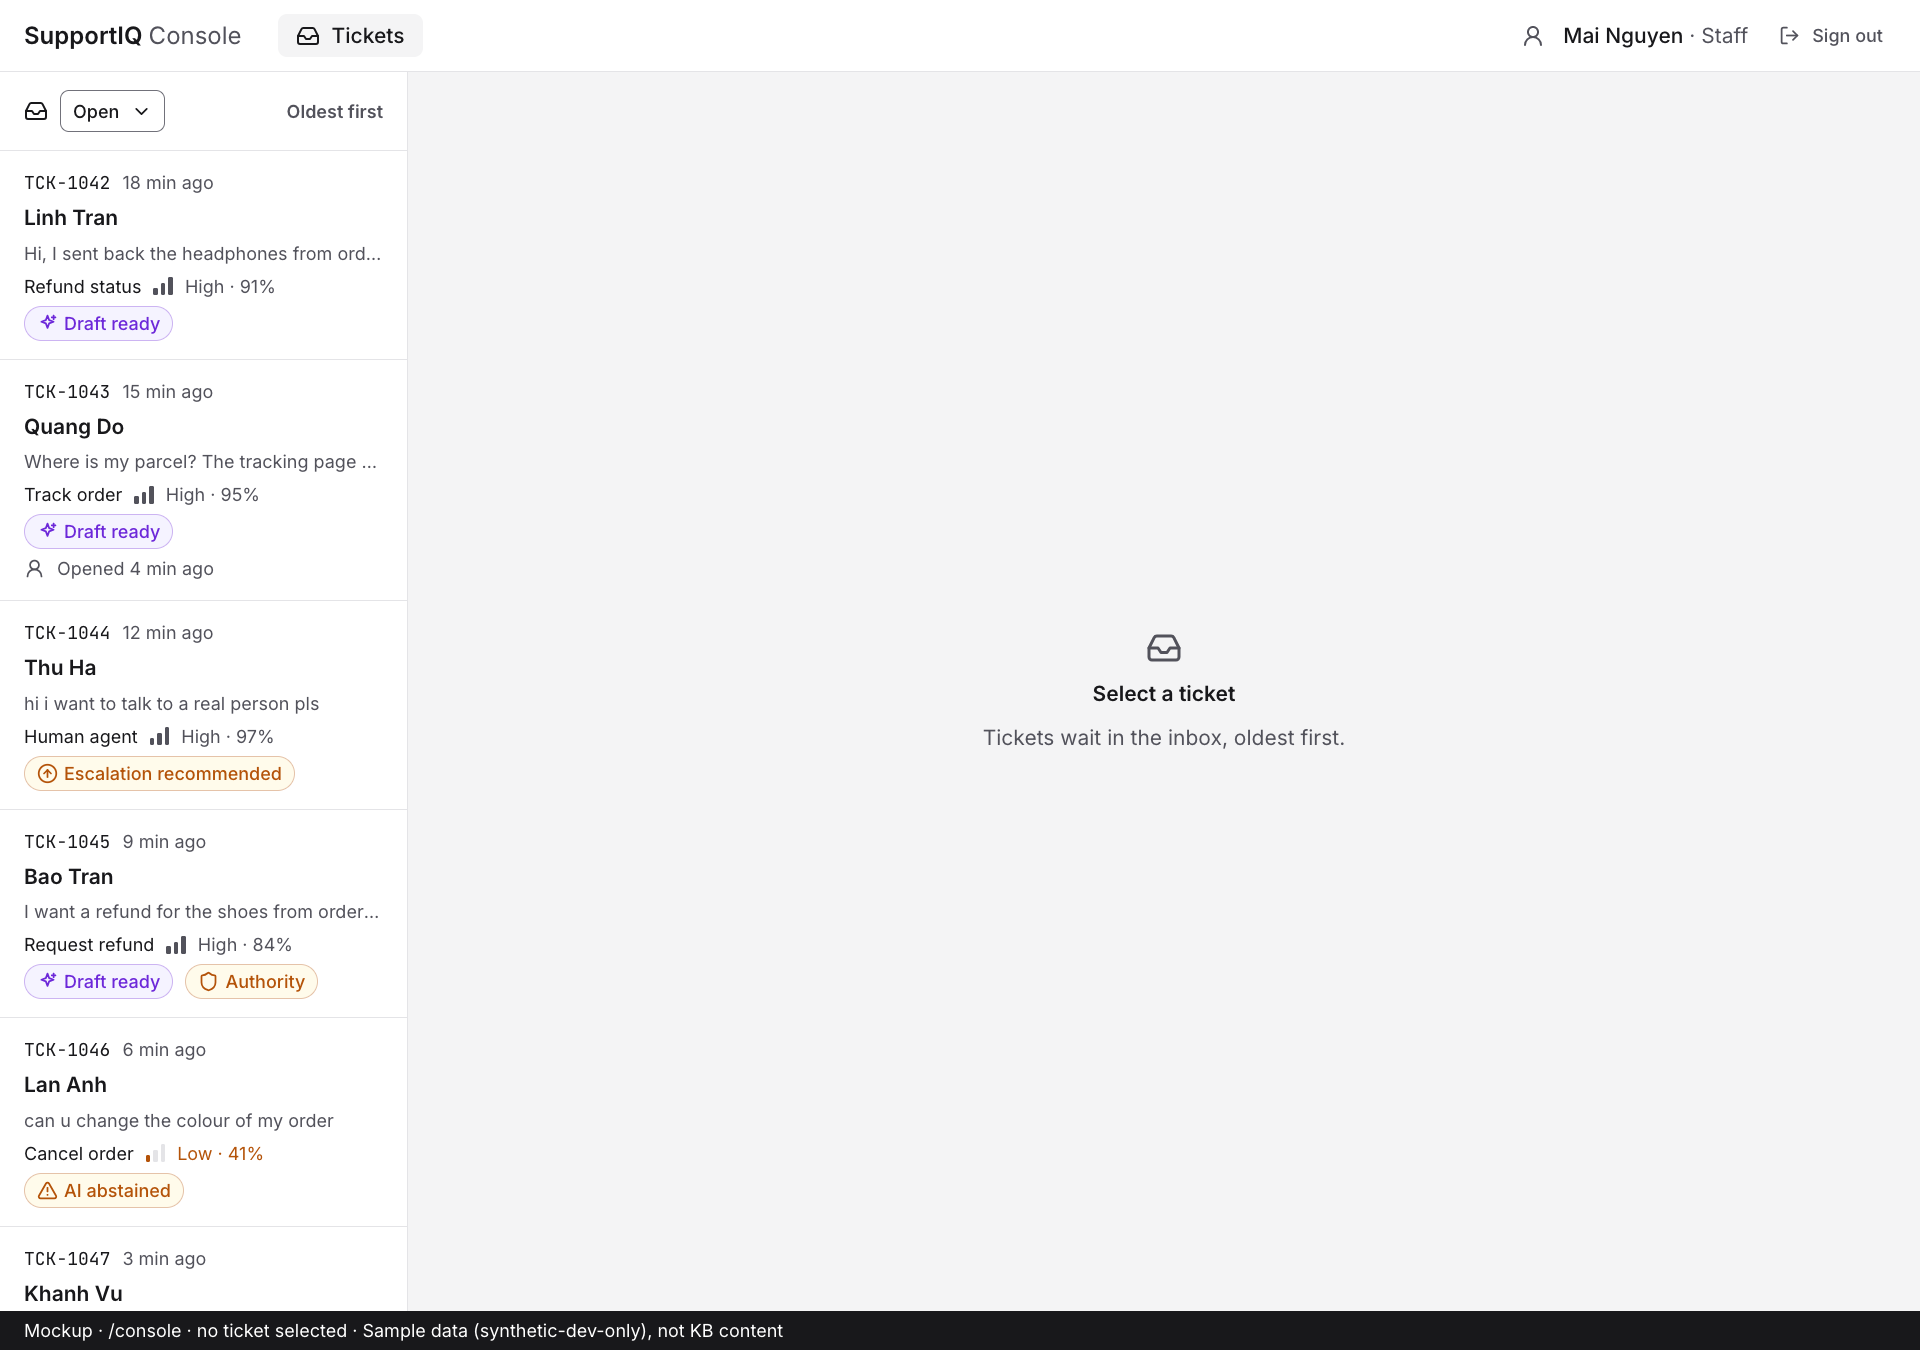 SupportIQ Console
Tickets
Mai Nguyen · Staff
Sign out
Open
Oldest first
TCK-1042 18 min ago
Linh Tran
Hi, I sent back the headphones from ord...
Refund status High · 91%
Draft ready
TCK-1043 15 min ago
Quang Do
Where is my parcel? The tracking page ...
Track order High · 95%
Draft ready
Opened 4 min ago
TCK-1044 12 min ago
Thu Ha
hi i want to talk to a real person pls
Human agent High · 97%
Escalation recommended
TCK-1045 9 min ago
Bao Tran
I want a refund for the shoes from order...
Request refund High · 84%
Draft ready Authority
TCK-1046 6 min ago
Lan Anh
can u change the colour of my order
Cancel order Low · 41%
AI abstained
TCK-1047 3 min ago
Khanh Vu
Select a ticket
Tickets wait in the inbox, oldest first.
Mockup · /console · no ticket selected · Sample data (synthetic-dev-only), not KB content